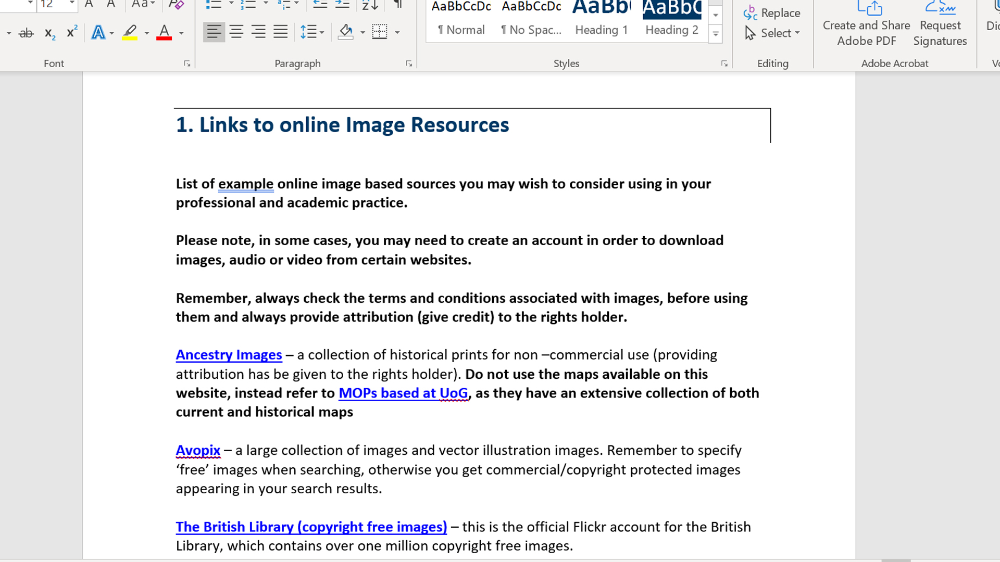 12 A A Aa A
ab x2 x2 A A
AaBbCcDc AaBbCcDc AaBb( AaBbC
¶ Normal ¶ No Spac... Heading 1 Heading 2
Replace
Select
Create and Share
Adobe PDF
Request
Signatures
Font Paragraph Styles Editing Adobe Acrobat
1. Links to online Image Resources
List of example online image based sources you may wish to consider using in your
professional and academic practice.
Please note, in some cases, you may need to create an account in order to download
images, audio or video from certain websites.
Remember, always check the terms and conditions associated with images, before using
them and always provide attribution (give credit) to the rights holder.
Ancestry Images – a collection of historical prints for non –commercial use (providing
attribution has be given to the rights holder). Do not use the maps available on this
website, instead refer to MOPs based at UoG, as they have an extensive collection of both
current and historical maps
Avopix – a large collection of images and vector illustration images. Remember to specify
‘free’ images when searching, otherwise you get commercial/copyright protected images
appearing in your search results.
The British Library (copyright free images) – this is the official Flickr account for the British
Library, which contains over one million copyright free images.